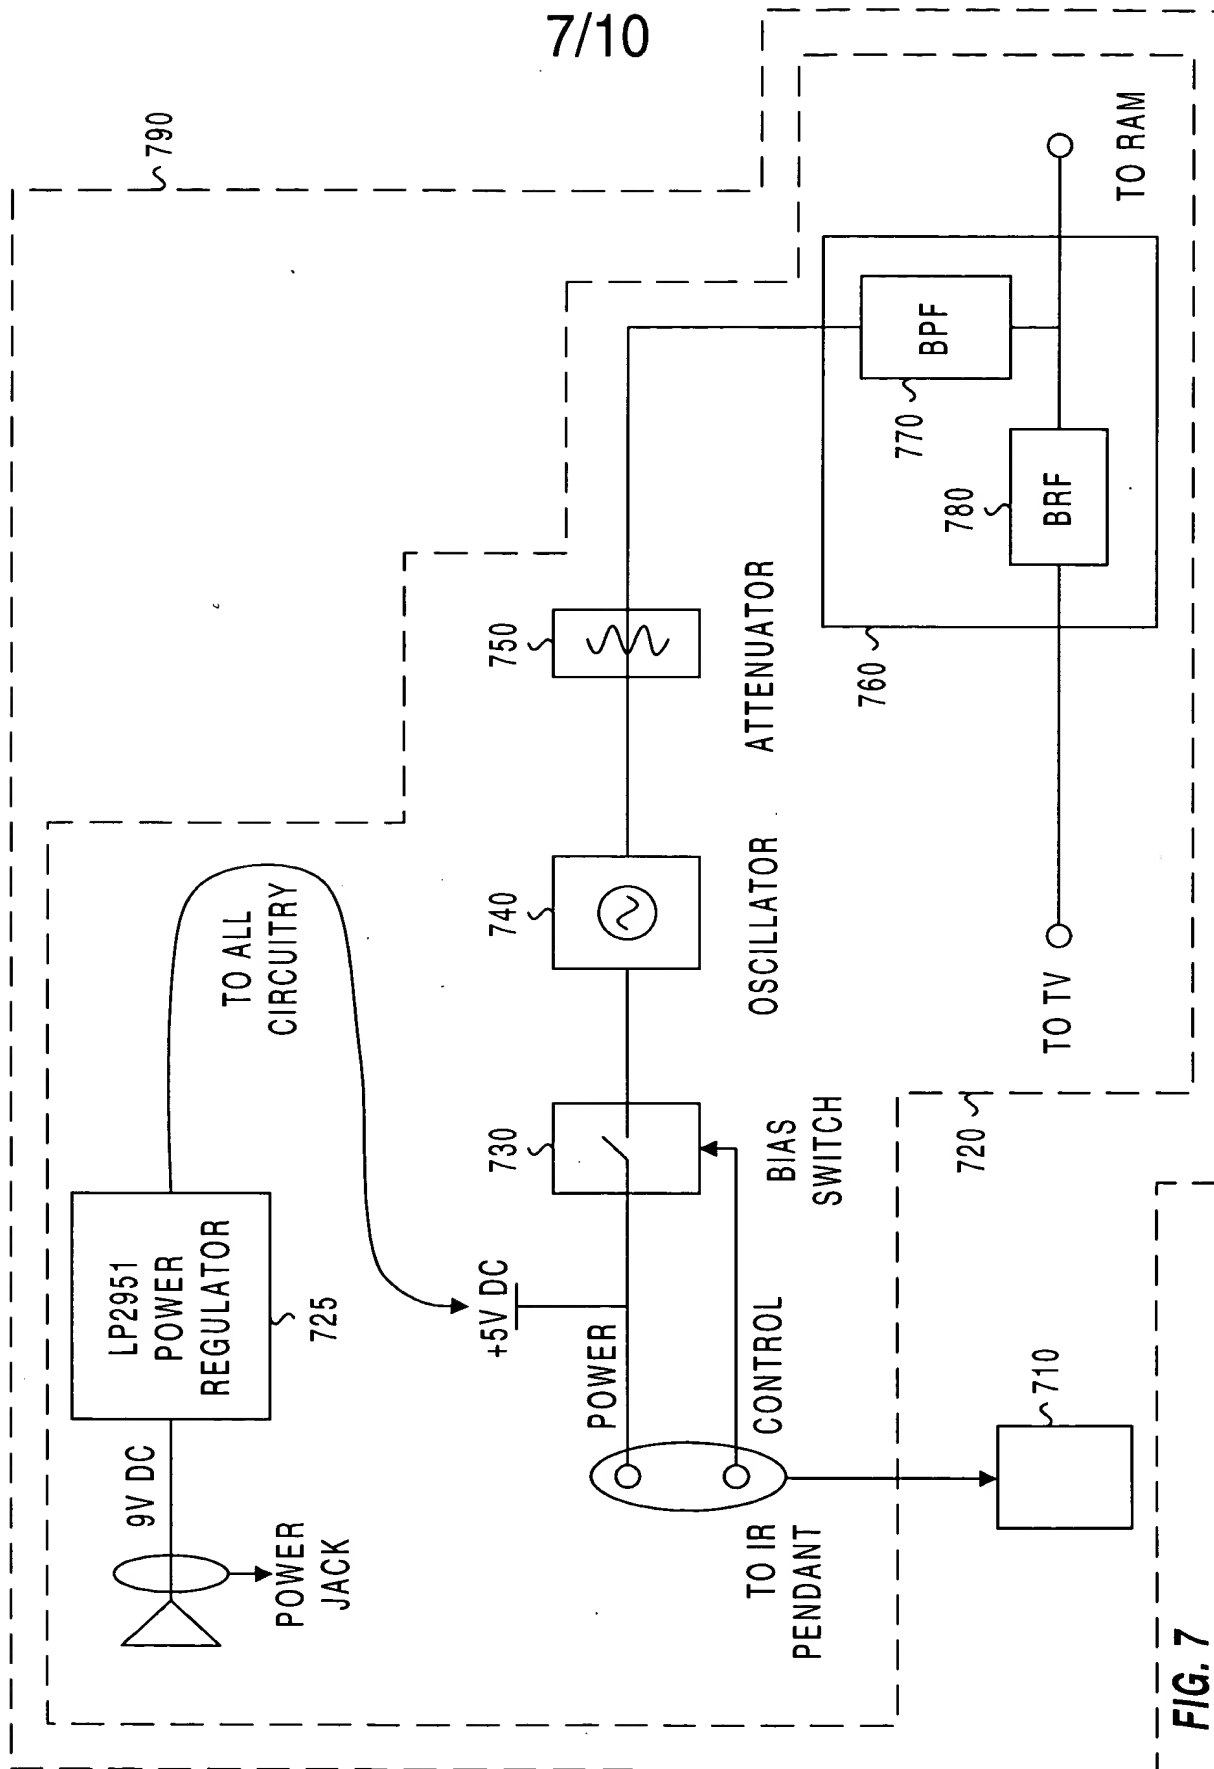 7/10
790
LP2951
POWER
REGULATOR
725
9V DC
POWER
JACK
TO ALL
CIRCUITRY
+5V DC
POWER
CONTROL
TO IR
PENDANT
710
730
BIAS
SWITCH
740
OSCILLATOR
750
ATTENUATOR
760
BPF
770
BRF
780
TO RAM
TO TV
720
FIG. 7